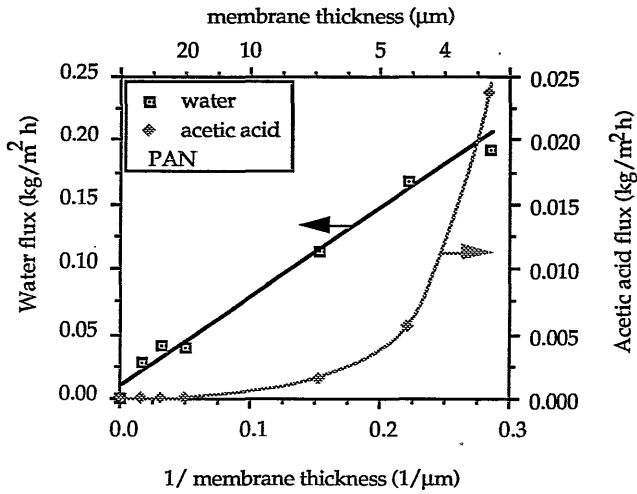 membrane thickness (μm)
20 10 5 4 3
0.25 0.025
water
acetic acid
PAN
0.20 0.020
0.15 0.015
0.10 0.010
0.05 0.005
0.00 0.000
Water flux (kg/m² h)
Acetic acid flux (kg/m² h)
0.0 0.1 0.2 0.3
1/ membrane thickness (1/μm)